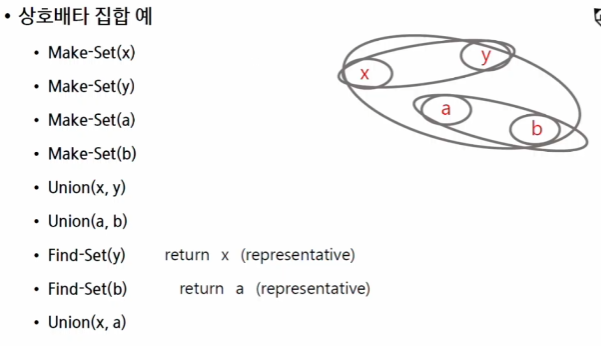 • 상호배타 집합 예
• Make-Set(x)
• Make-Set(y)
• Make-Set(a)
• Make-Set(b)
• Union(x, y)
• Union(a, b)
• Find-Set(y) return x (representative)
• Find-Set(b) return a (representative)
• Union(x, a)
x
y
a
b